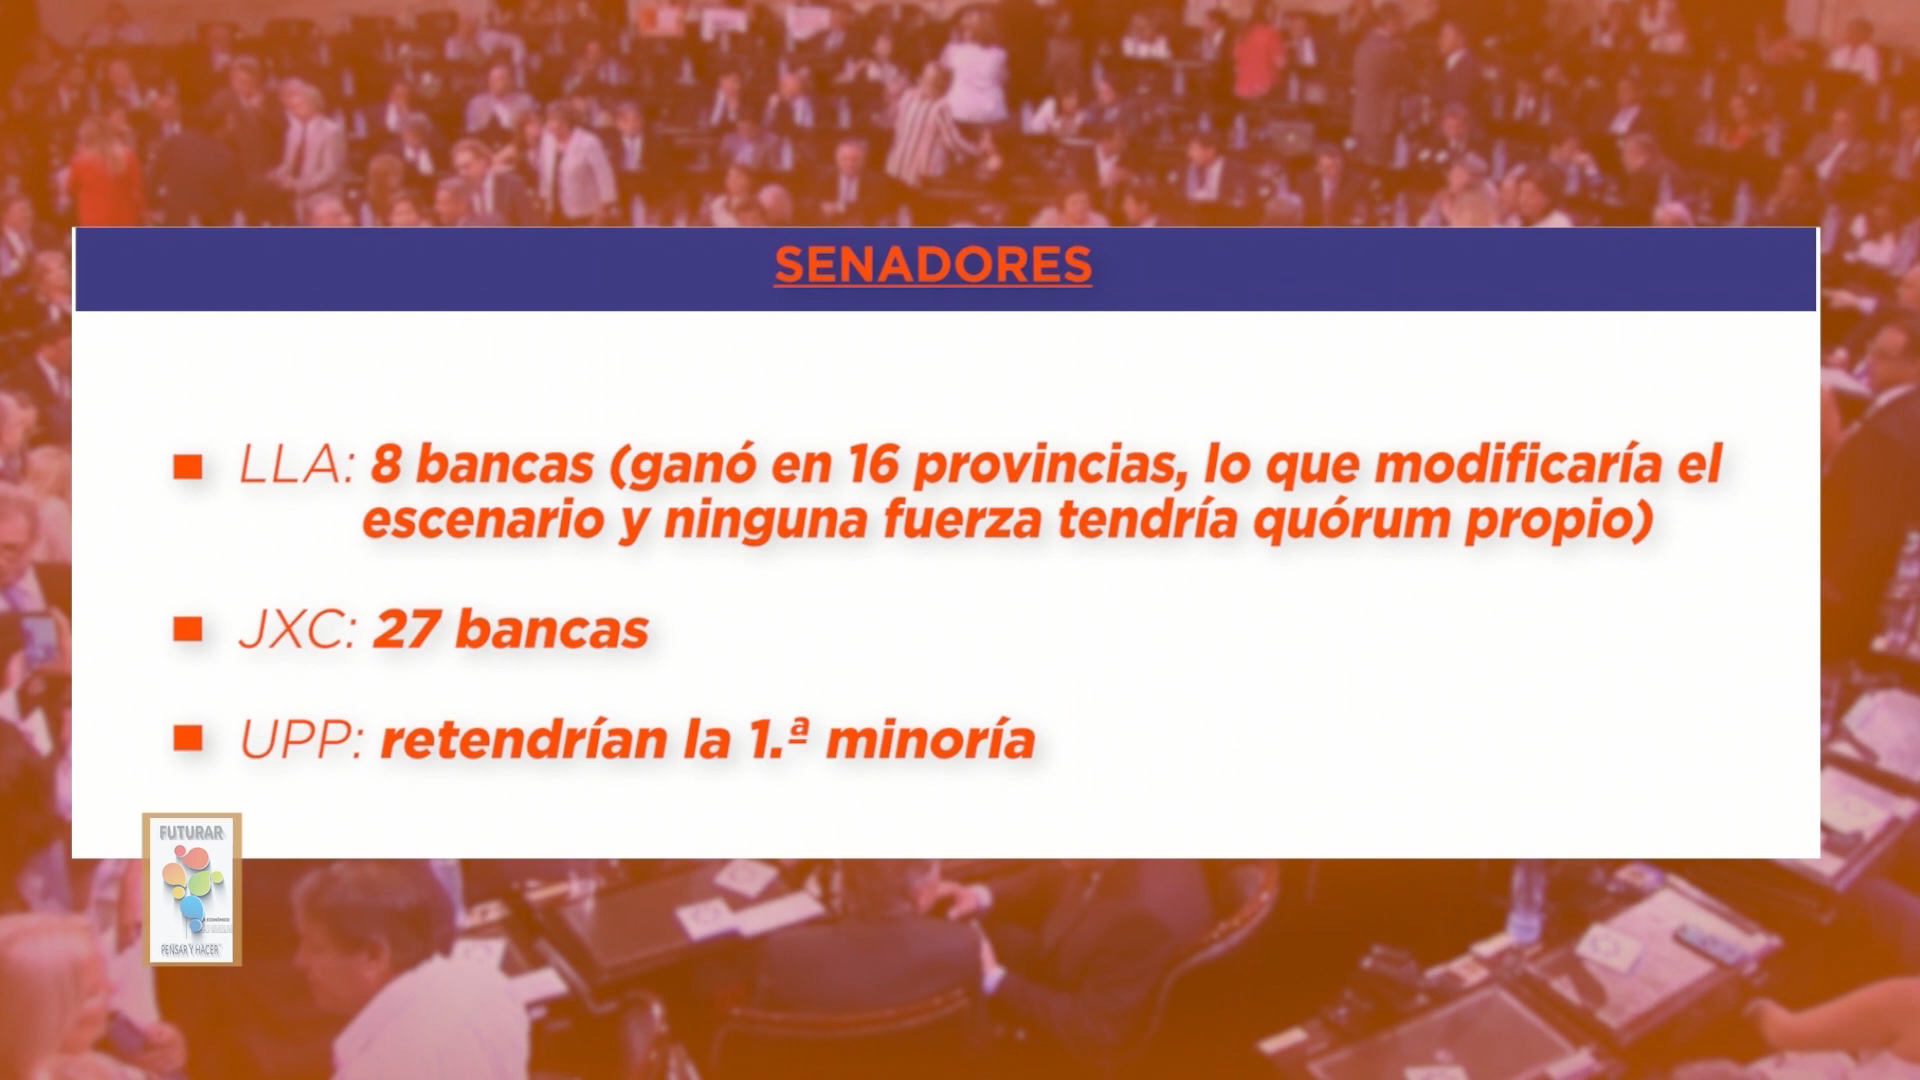 SENADORES
LLA: 8 bancas (ganó en 16 provincias, lo que modificaría el
escenario y ninguna fuerza tendría quórum propio)
JXC: 27 bancas
UPP: retendrían la 1.ª minoría
FUTURAR
ECONÓMICO
PENSAR Y HACER